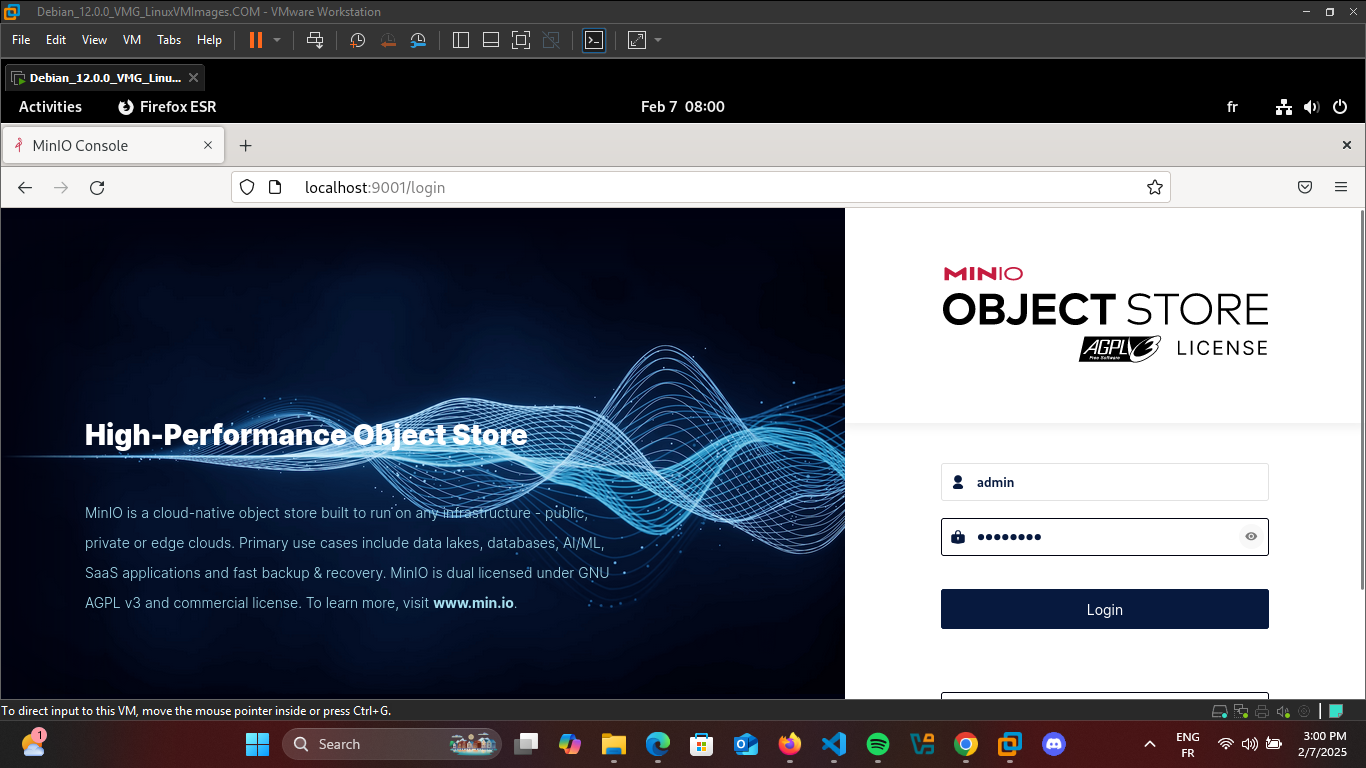 Debian_12.0.0_VMG_LinuxVMImages.COM - VMware Workstation
File Edit View VM Tabs Help
Debian_12.0.0_VMG_Linu...
Activities Firefox ESR Feb 7 08:00 fr
MinIO Console
localhost:9001/login
MINIO
OBJECT STORE
AGPL v3 LICENSE
Free Software
High-Performance Object Store
MinIO is a cloud-native object store built to run on any infrastructure - public,
private or edge clouds. Primary use cases include data lakes, databases, AI/ML,
SaaS applications and fast backup & recovery. MinIO is dual licensed under GNU
AGPL v3 and commercial license. To learn more, visit www.min.io.
admin
••••••••
Login
To direct input to this VM, move the mouse pointer inside or press Ctrl+G.
1
Search
ENG
FR
3:00 PM
2/7/2025